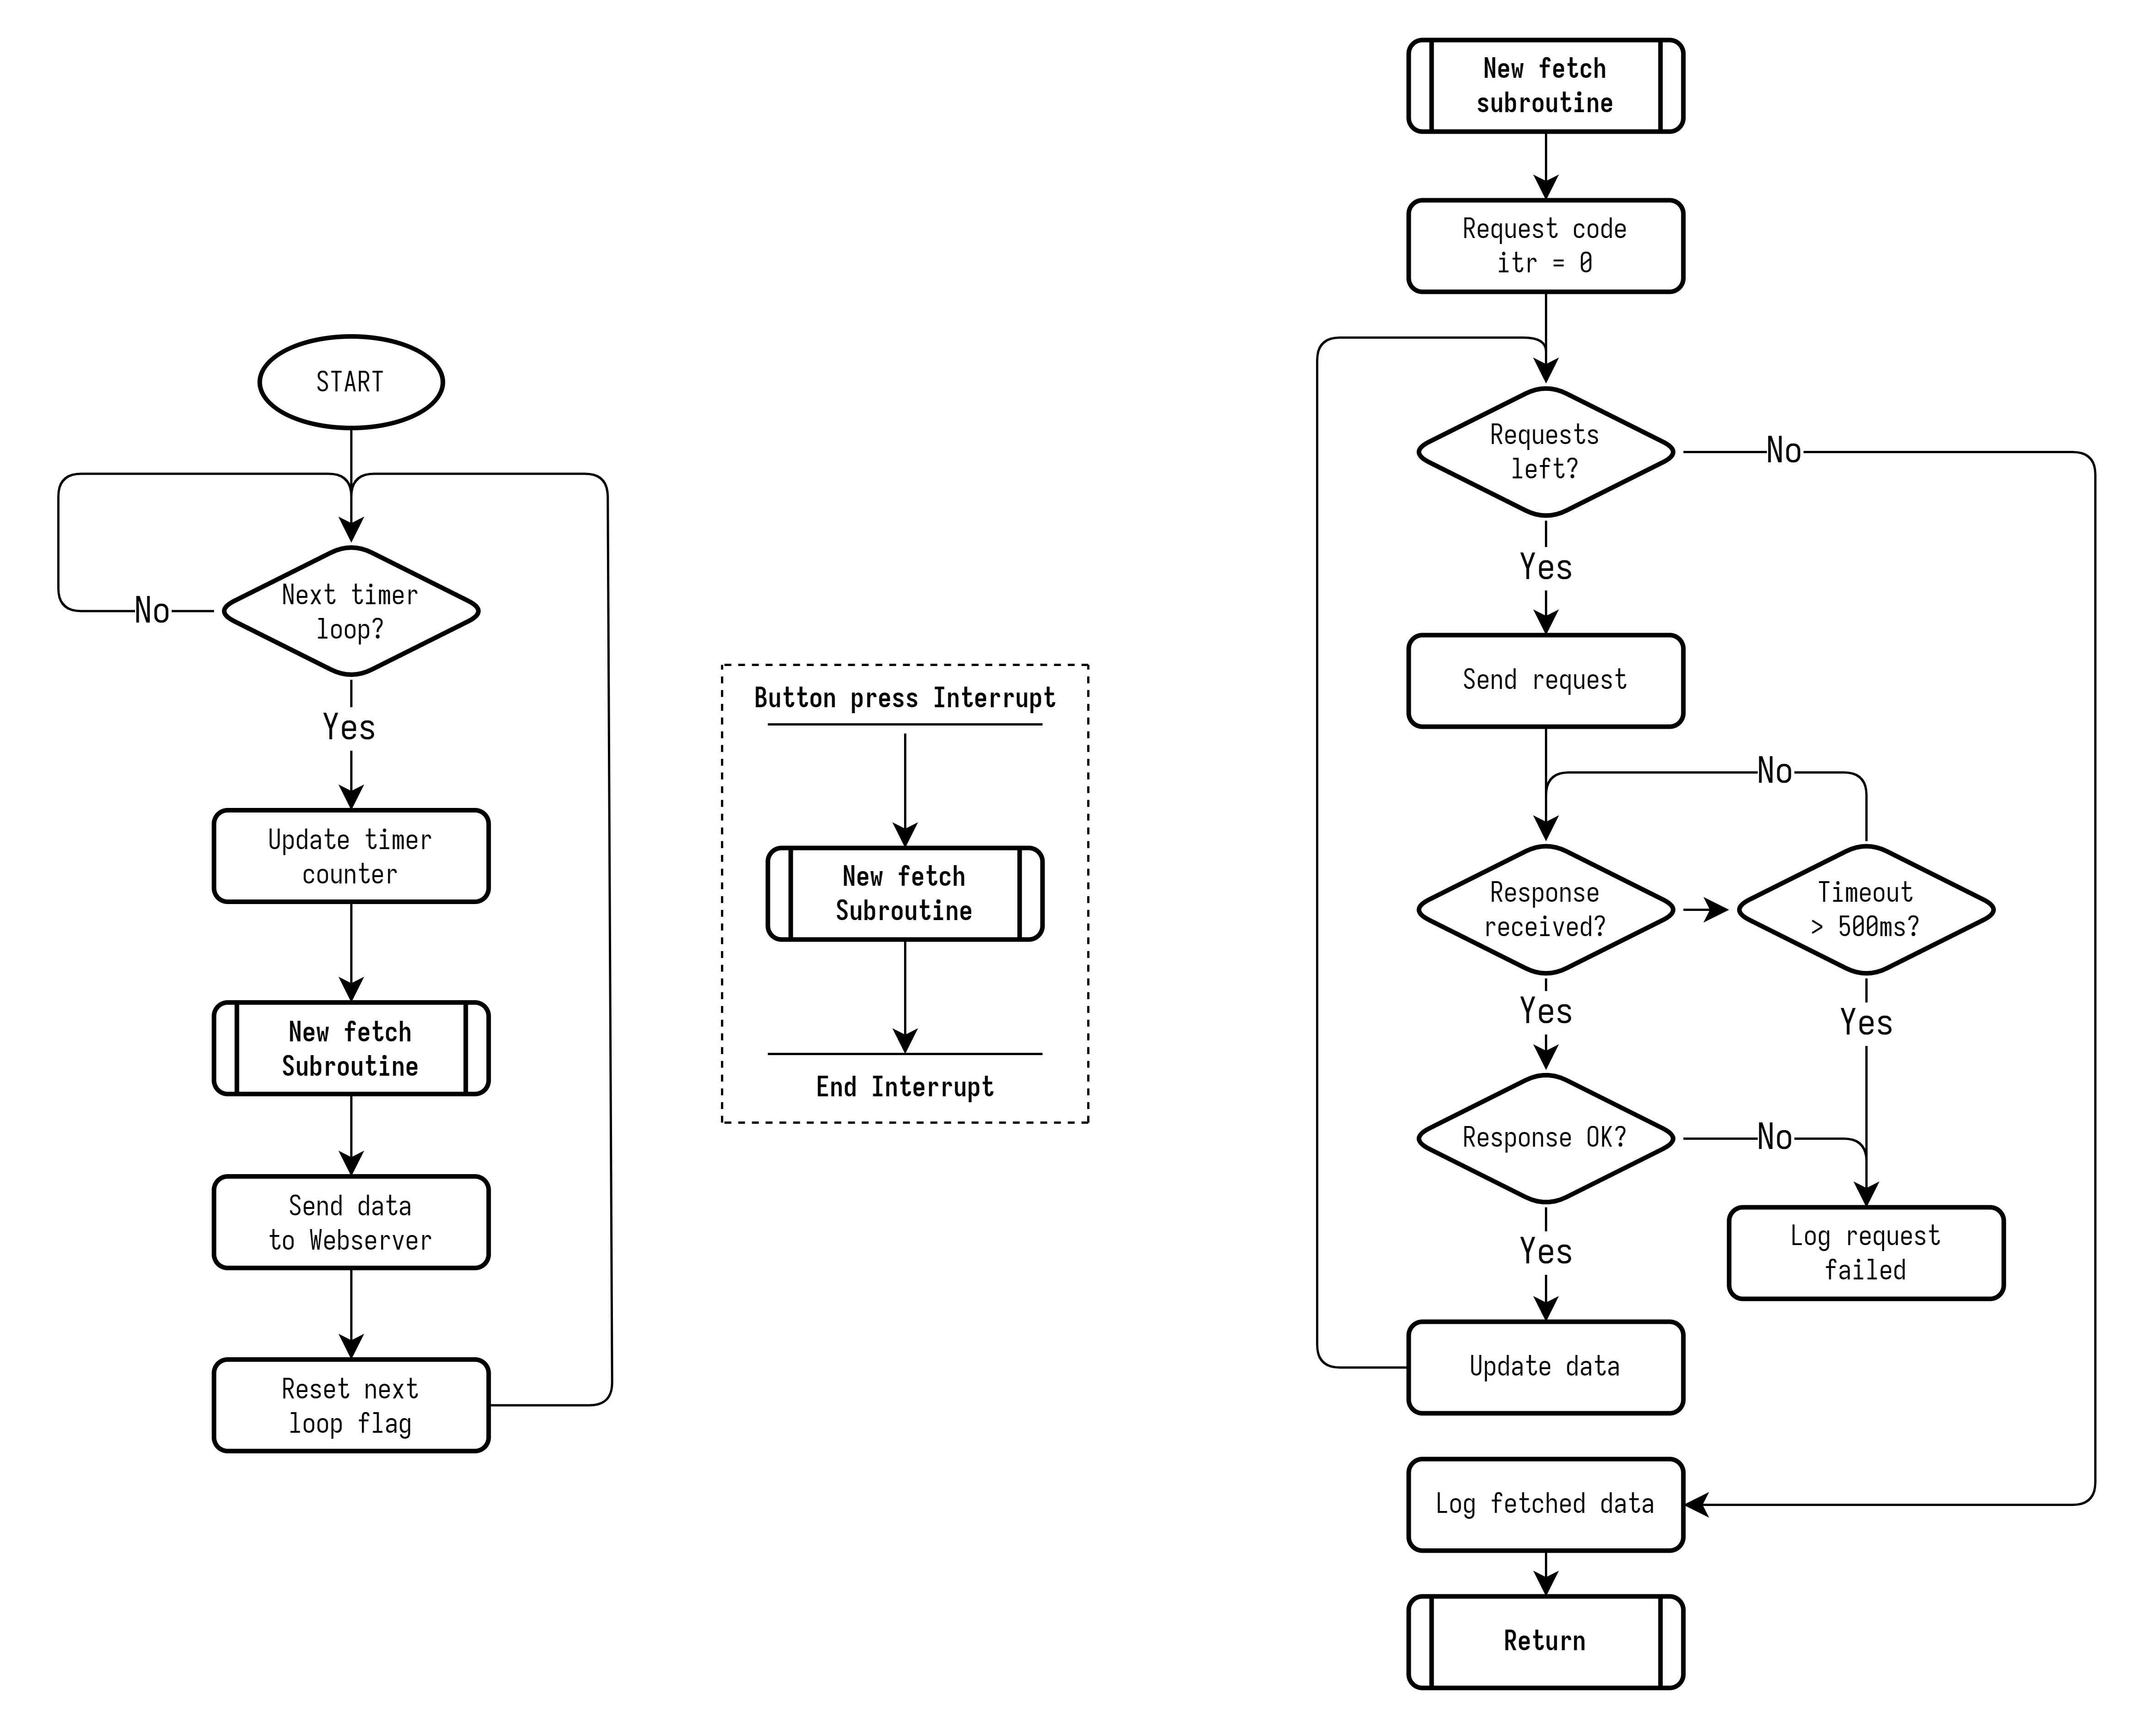 START
Next timer
loop?
No
Yes
Update timer
counter
New fetch
Subroutine
Send data
to Webserver
Reset next
loop flag
Button press Interrupt
New fetch
Subroutine
End Interrupt
New fetch
subroutine
Request code
itr = 0
Requests
left?
No
Yes
Send request
No
Response
received?
Timeout
> 500ms?
Yes
Yes
Response OK?
No
Log request
failed
Yes
Update data
Log fetched data
Return